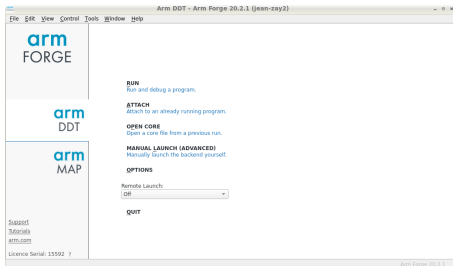 Arm DDT - Arm Forge 20.2.1 (jean-zay2)
File Edit View Control Tools Window Help
arm
FORGE
arm
DDT
arm
MAP
Support
Tutorials
arm.com
Licence Serial: 15592 ?
RUN
Run and debug a program.
ATTACH
Attach to an already running program.
OPEN CORE
Open a core file from a previous run.
MANUAL LAUNCH (ADVANCED)
Manually launch the backend yourself.
OPTIONS
Remote Launch:
Off
QUIT
Arm Forge 20.2.1